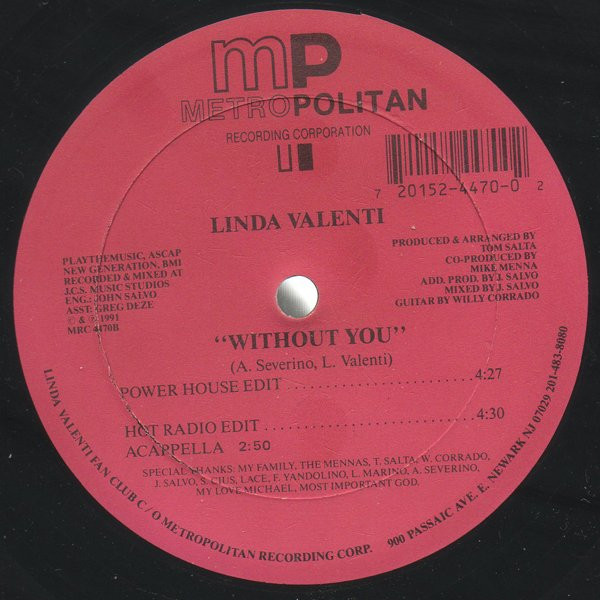 mP
METROPOLITAN
RECORDING CORPORATION
7 20152-4470-0 2
LINDA VALENTI
PLAYTHEMUSIC, ASCAP
NEW GENERATION, BMI
RECORDED & MIXED AT
J.C.S. MUSIC STUDIOS
ENG.: JOHN SALVO
ASST: GREG DEZE
© & ℗ 1991
MRC 4470B
PRODUCED & ARRANGED BY
TOM SALTA
CO-PRODUCED BY
MIKE MENNA
ADD. PROD. BY J. SALVO
MIXED BY J. SALVO
GUITAR BY WILLY CORRADO
“WITHOUT YOU”
(A. Severino, L. Valenti)
POWER HOUSE EDIT 4:27
HOT RADIO EDIT 4:30
ACAPPELLA 2:50
SPECIAL THANKS: MY FAMILY, THE MENNAS, T. SALTA, W. CORRADO,
J. SALVO, S. CIUS, LACE, F. YANDOLINO, L. MARINO, A. SEVERINO,
MY LOVE MICHAEL, MOST IMPORTANT GOD.
LINDA VALENTI FAN CLUB C/O METROPOLITAN RECORDING CORP. 900 PASSAIC AVE. E. NEWARK NJ 07029 201-483-8080